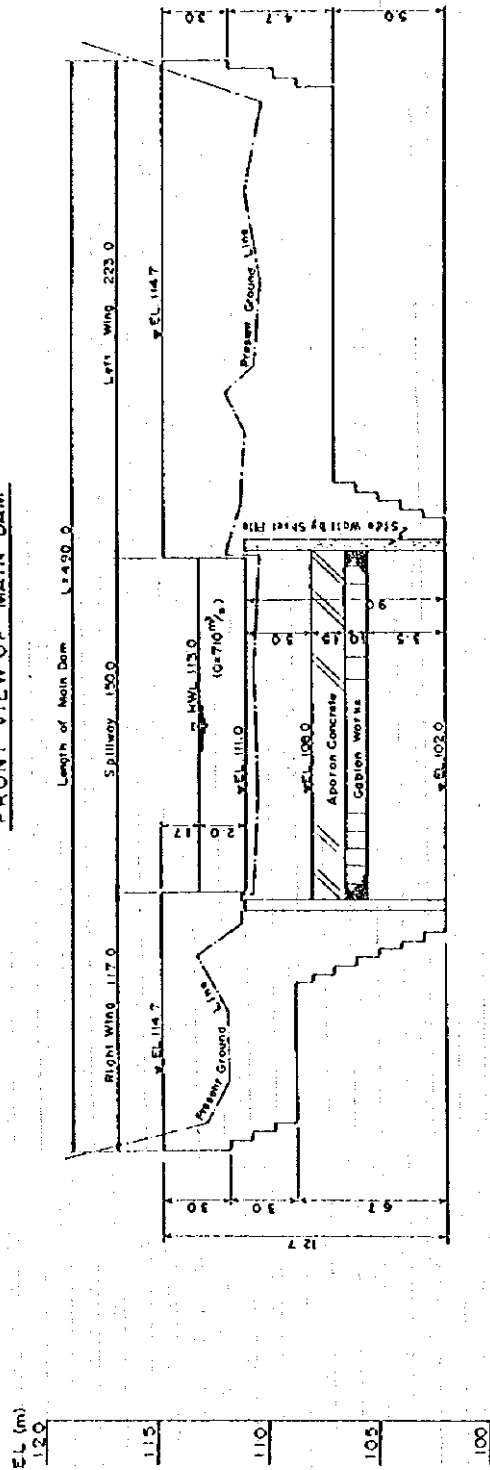 FRONT VIEW OF MAIN DAM
Length of Main Dam L=490.0
Right Wing 117.0
Spillway 150.0
Left Wing 223.0
EL (m)
120
115
110
105
100
EL 114.7
EL 114.7
HWL 113.0
(Q=710m³/s)
EL 111.0
EL 108.0
EL 102.0
Present Ground Line
Present Ground Line
Aporon Concrete
Gabion Works
Side Wall By Sheet Pile
1.7
2.0
3.0
1.5
1.0
3.5
9.0
3.0
3.0
6.7
12.7
3.0
4.7
5.0